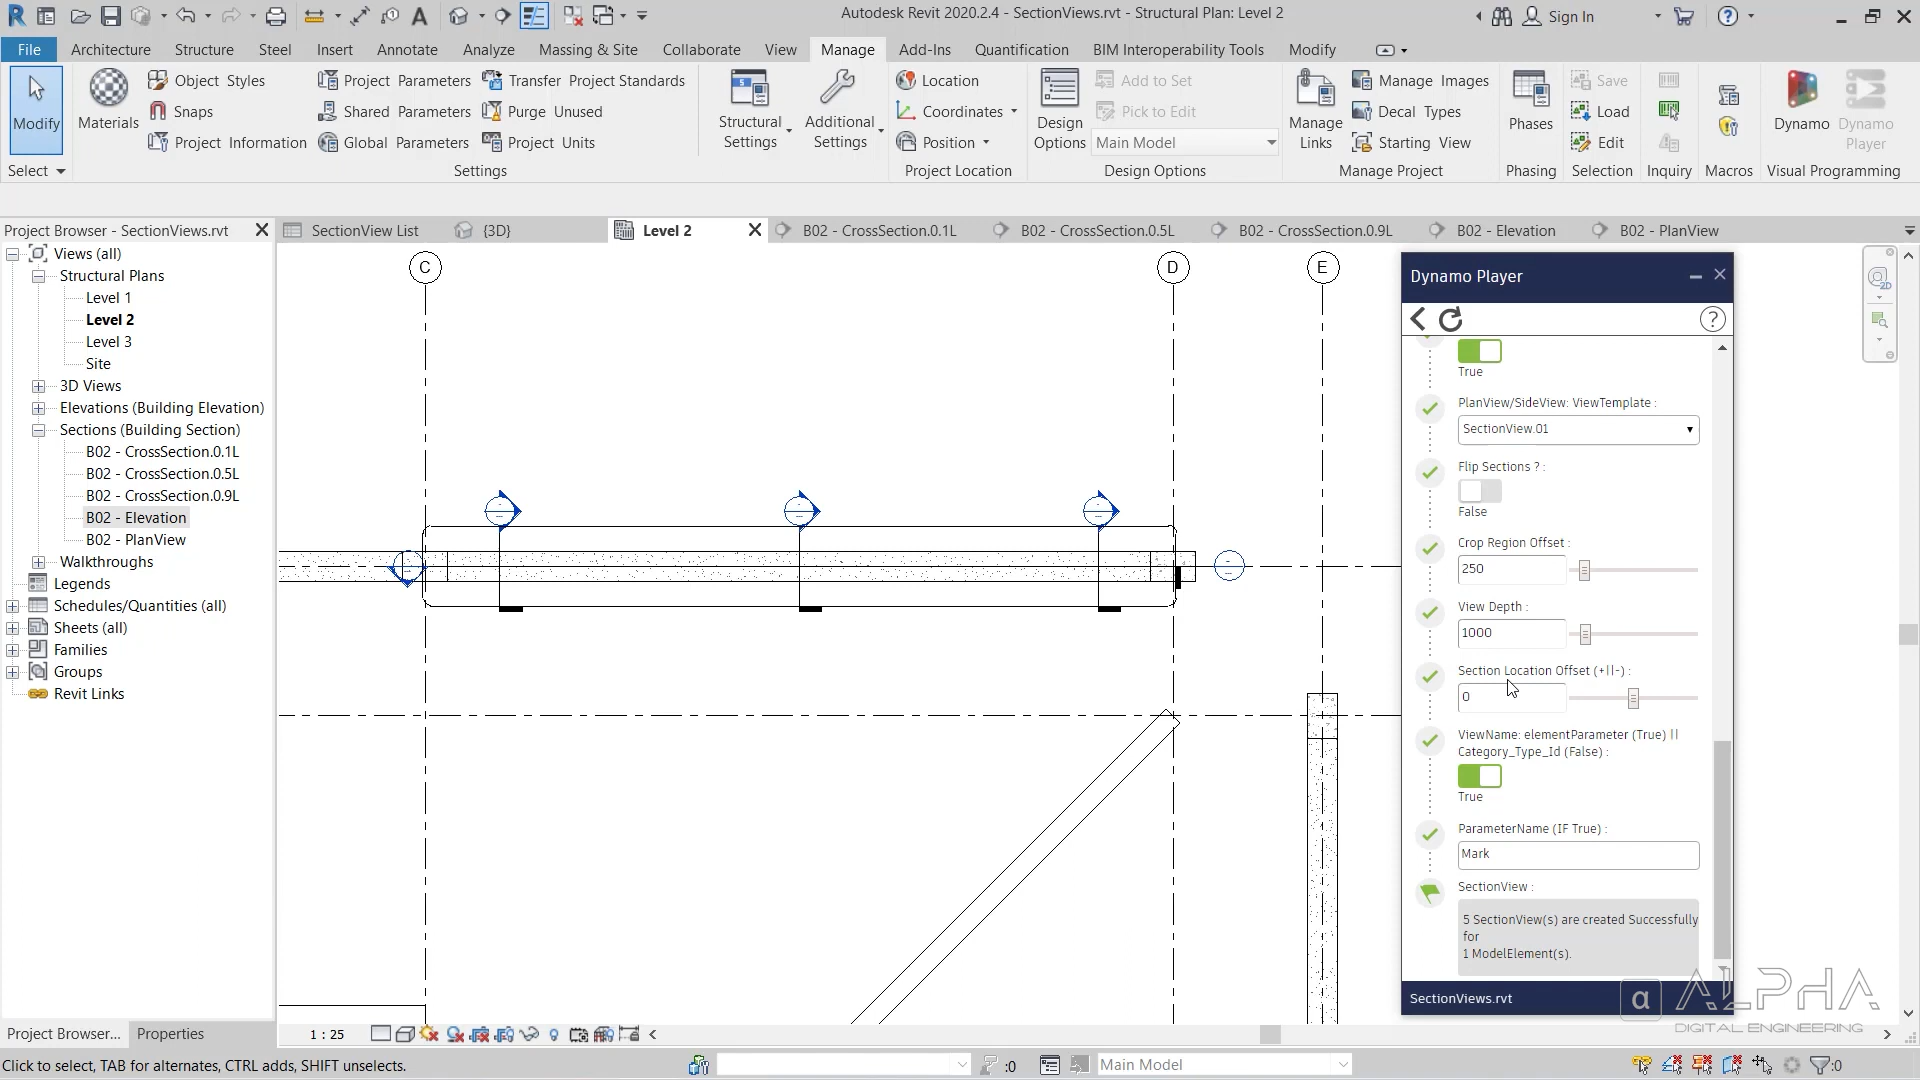 Autodesk Revit 2020.2.4 - SectionViews.rvt - Structural Plan: Level 2
Sign In
File
Architecture
Structure
Steel
Insert
Annotate
Analyze
Massing & Site
Collaborate
View
Manage
Add-Ins
Quantification
BIM Interoperability Tools
Modify
Modify
Materials
Object Styles
Snaps
Project Information
Project Parameters
Shared Parameters
Global Parameters
Transfer Project Standards
Purge Unused
Project Units
Structural
Settings
Additional
Settings
Location
Coordinates
Position
Design
Options
Add to Set
Pick to Edit
Main Model
Manage
Links
Manage Images
Decal Types
Starting View
Phases
Save
Load
Edit
Dynamo
Dynamo
Player
Select
Settings
Project Location
Design Options
Manage Project
Phasing
Selection
Inquiry
Macros
Visual Programming
Project Browser - SectionViews.rvt
SectionView List
{3D}
Level 2
B02 - CrossSection.0.1L
B02 - CrossSection.0.5L
B02 - CrossSection.0.9L
B02 - Elevation
B02 - PlanView
Views (all)
Structural Plans
Level 1
Level 2
Level 3
Site
3D Views
Elevations (Building Elevation)
Sections (Building Section)
B02 - CrossSection.0.1L
B02 - CrossSection.0.5L
B02 - CrossSection.0.9L
B02 - Elevation
B02 - PlanView
Walkthroughs
Legends
Schedules/Quantities (all)
Sheets (all)
Families
Groups
Revit Links
C
D
E
2D
Dynamo Player
True
PlanView/SideView: ViewTemplate :
SectionView.01
Flip Sections ? :
False
Crop Region Offset :
250
View Depth :
1000
Section Location Offset (+||-) :
0
ViewName: elementParameter (True) ||
Category_Type_Id (False) :
True
ParameterName (IF True) :
Mark
SectionView :
5 SectionView(s) are created Successfully
for
1 ModelElement(s).
SectionViews.rvt
α ALPHA
DIGITAL ENGINEERING
Project Browser...
Properties
1 : 25
Click to select, TAB for alternates, CTRL adds, SHIFT unselects.
:0
Main Model
:0